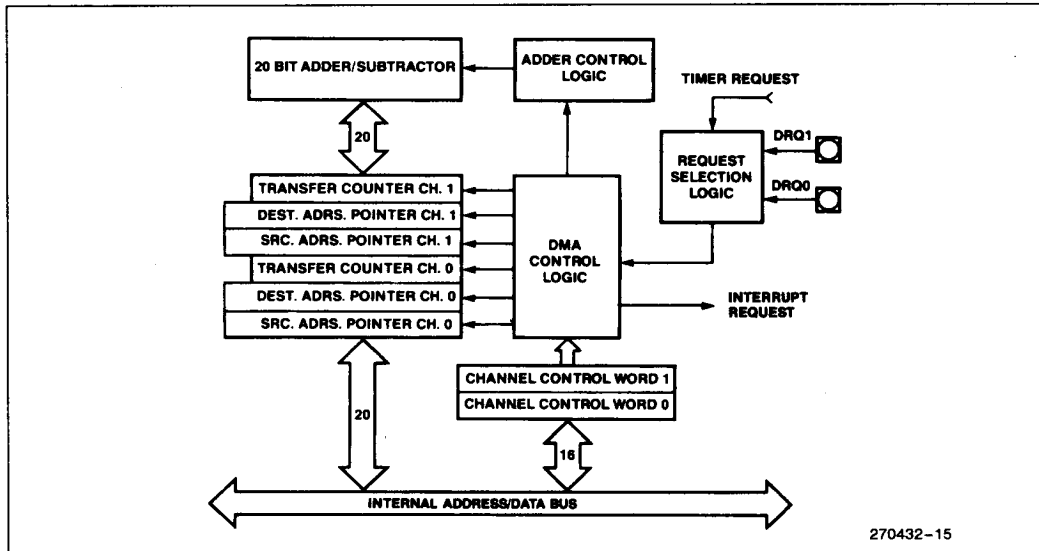 20 BIT ADDER/SUBTRACTOR
ADDER CONTROL
LOGIC
TIMER REQUEST
20
DRQ1
REQUEST
SELECTION
LOGIC
DRQ0
TRANSFER COUNTER CH. 1
DEST. ADRS. POINTER CH. 1
SRC. ADRS. POINTER CH. 1
TRANSFER COUNTER CH. 0
DEST. ADRS. POINTER CH. 0
SRC. ADRS. POINTER CH. 0
DMA
CONTROL
LOGIC
INTERRUPT
REQUEST
CHANNEL CONTROL WORD 1
CHANNEL CONTROL WORD 0
20
16
INTERNAL ADDRESS/DATA BUS
270432-15